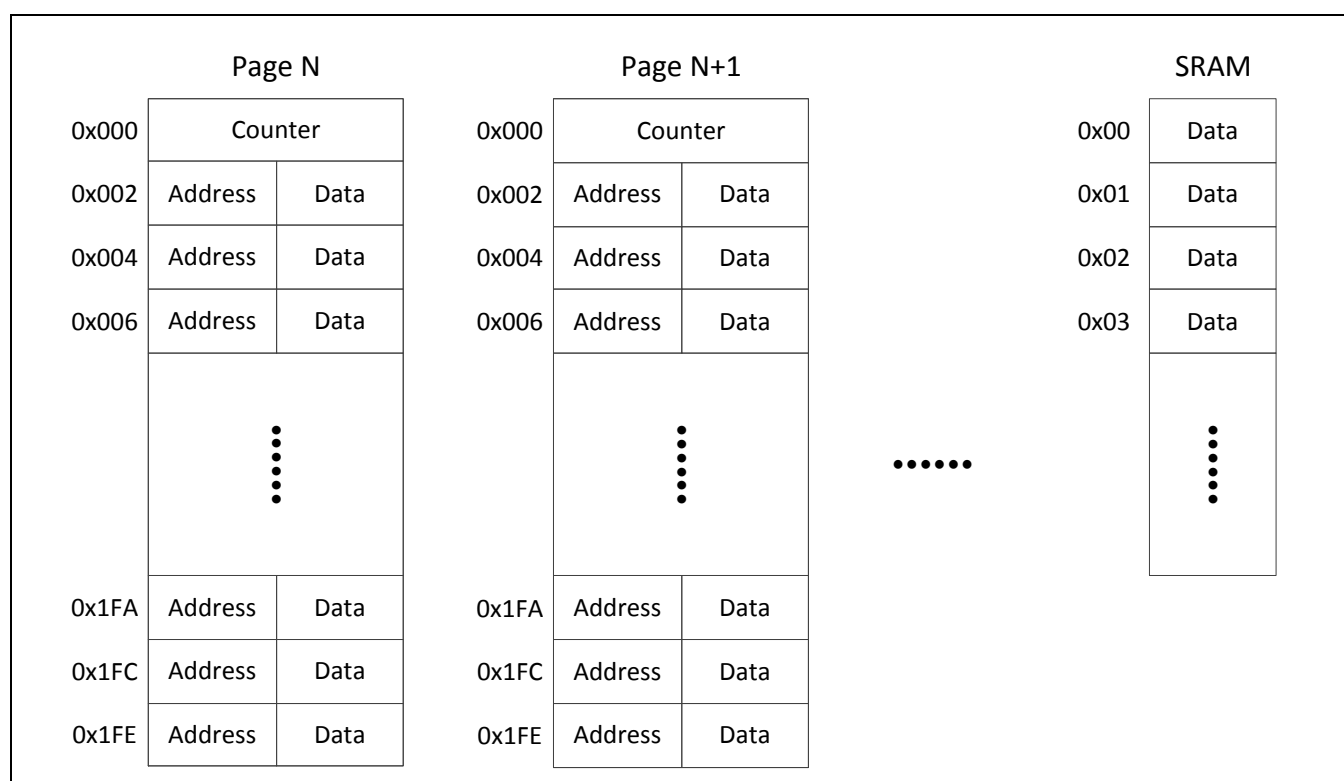 Page N Page N+1 SRAM
0x000 Counter 0x000 Counter 0x00 Data
0x002 Address Data 0x002 Address Data 0x01 Data
0x004 Address Data 0x004 Address Data 0x02 Data
0x006 Address Data 0x006 Address Data 0x03 Data
0x1FA Address Data 0x1FA Address Data
0x1FC Address Data 0x1FC Address Data
0x1FE Address Data 0x1FE Address Data